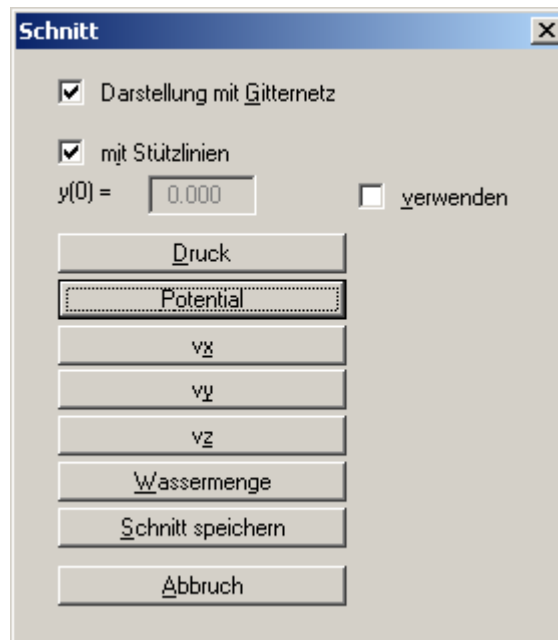 Schnitt
Darstellung mit Gitternetz
mit Stützlinien
y(0) = 0.000 verwenden
Druck
Potential
vx
vy
vz
Wassermenge
Schnitt speichern
Abbruch